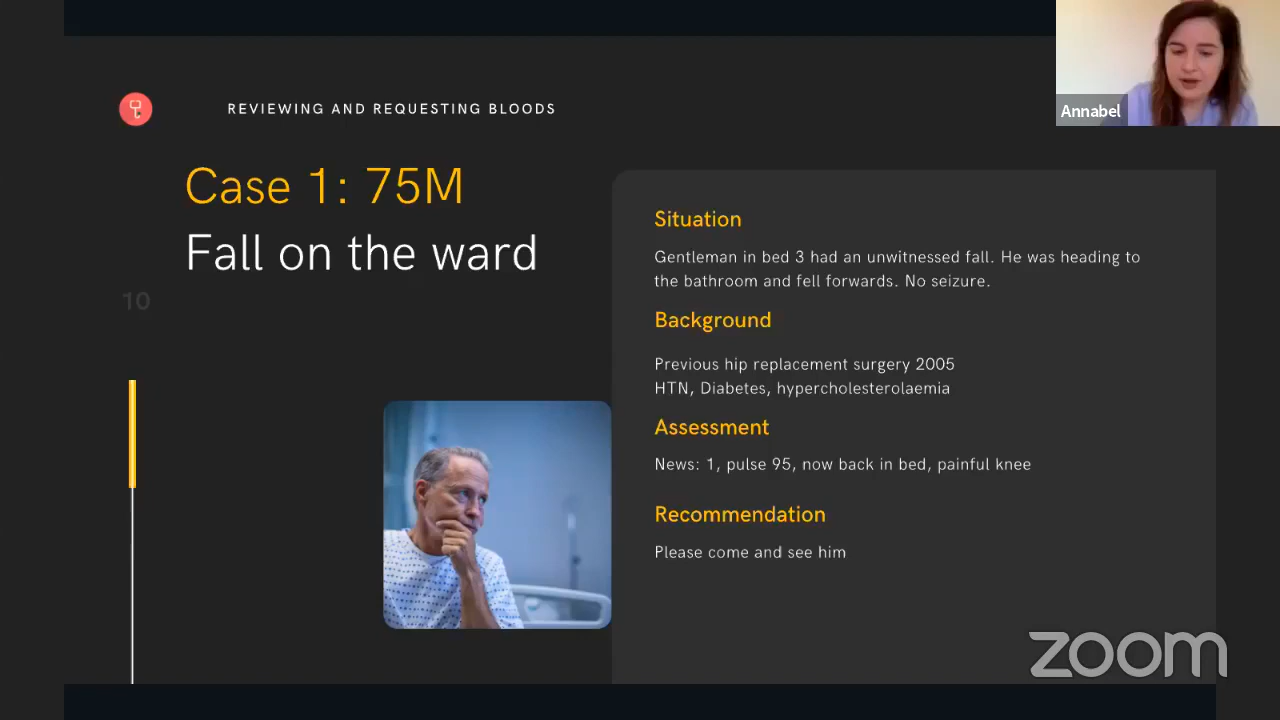 REVIEWING AND REQUESTING BLOODS
Annabel
Case 1: 75M
Fall on the ward
10
Situation
Gentleman in bed 3 had an unwitnessed fall. He was heading to
the bathroom and fell forwards. No seizure.
Background
Previous hip replacement surgery 2005
HTN, Diabetes, hypercholesterolaemia
Assessment
News: 1, pulse 95, now back in bed, painful knee
Recommendation
Please come and see him
zoom